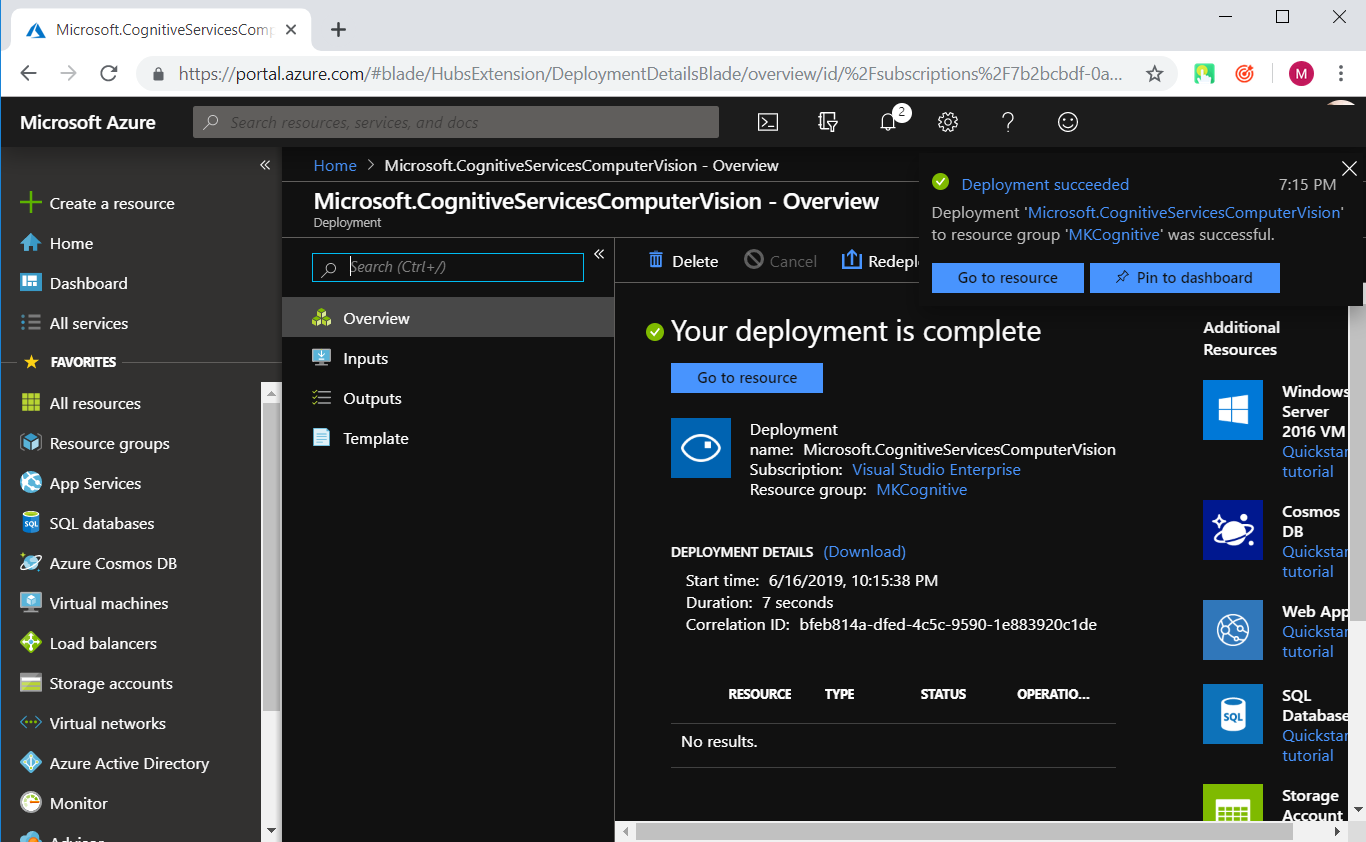 Microsoft.CognitiveServicesComp
https://portal.azure.com/#blade/HubsExtension/DeploymentDetailsBlade/overview/id/%2Fsubscriptions%2F7b2bcbdf-0a...
M
Microsoft Azure
Search resources, services, and docs
2
Create a resource
Home
Dashboard
All services
FAVORITES
All resources
Resource groups
App Services
SQL databases
Azure Cosmos DB
Virtual machines
Load balancers
Storage accounts
Virtual networks
Azure Active Directory
Monitor
Home > Microsoft.CognitiveServicesComputerVision - Overview
Microsoft.CognitiveServicesComputerVision - Overview
Deployment
Search (Ctrl+/)
Overview
Inputs
Outputs
Template
Delete
Cancel
Redepl
Deployment succeeded
7:15 PM
Deployment 'Microsoft.CognitiveServicesComputerVision'
to resource group 'MKCognitive' was successful.
Go to resource
Pin to dashboard
Your deployment is complete
Go to resource
Deployment
name: Microsoft.CognitiveServicesComputerVision
Subscription: Visual Studio Enterprise
Resource group: MKCognitive
DEPLOYMENT DETAILS (Download)
Start time: 6/16/2019, 10:15:38 PM
Duration: 7 seconds
Correlation ID: bfeb814a-dfed-4c5c-9590-1e883920c1de
RESOURCE TYPE STATUS OPERATIO...
No results.
Additional
Resources
Windows
Server
2016 VM
Quickstar
tutorial
Cosmos
DB
Quickstar
tutorial
Web App
Quickstar
tutorial
SQL
SQL
Database
Quickstar
tutorial
Storage
Account